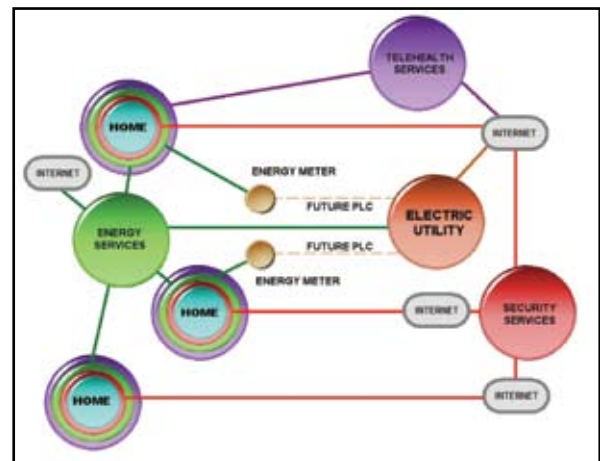 TELEHEALTH
SERVICES
HOME
INTERNET
INTERNET
ENERGY METER
FUTURE PLC
ELECTRIC
UTILITY
ENERGY
SERVICES
FUTURE PLC
ENERGY METER
HOME
INTERNET
SECURITY
SERVICES
HOME
INTERNET